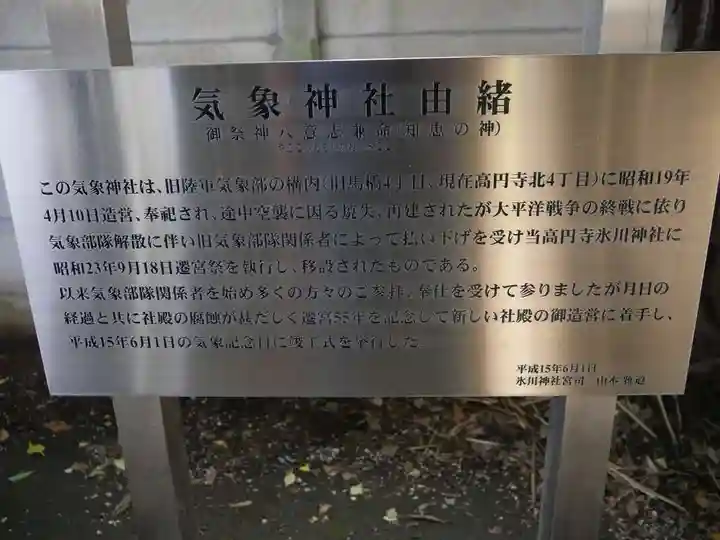 気象神社由緒
御祭神八意思兼命(知恵の神)
この気象神社は、旧陸軍気象部の構内(旧馬橋4丁目、現在高円寺北4丁目)に昭和19年
4月10日造営、奉祀され、途中空襲に因る焼失、再建されたが大平洋戦争の終戦に依り
気象部隊解散に伴い旧気象部隊関係者によって払い下げを受け当高円寺氷川神社に
昭和23年9月18日遷宮祭を執行し、移設されたものである。
以来気象部隊関係者を始め多くの方々のご参拝、奉仕を受けて参りましたが月日の
経過と共に社殿の腐蝕が甚だしく遷宮55年を記念して新しい社殿の御造営に着手し、
平成15年6月1日の気象記念日に竣工式を挙行した
平成15年6月1日
氷川神社宮司 山本